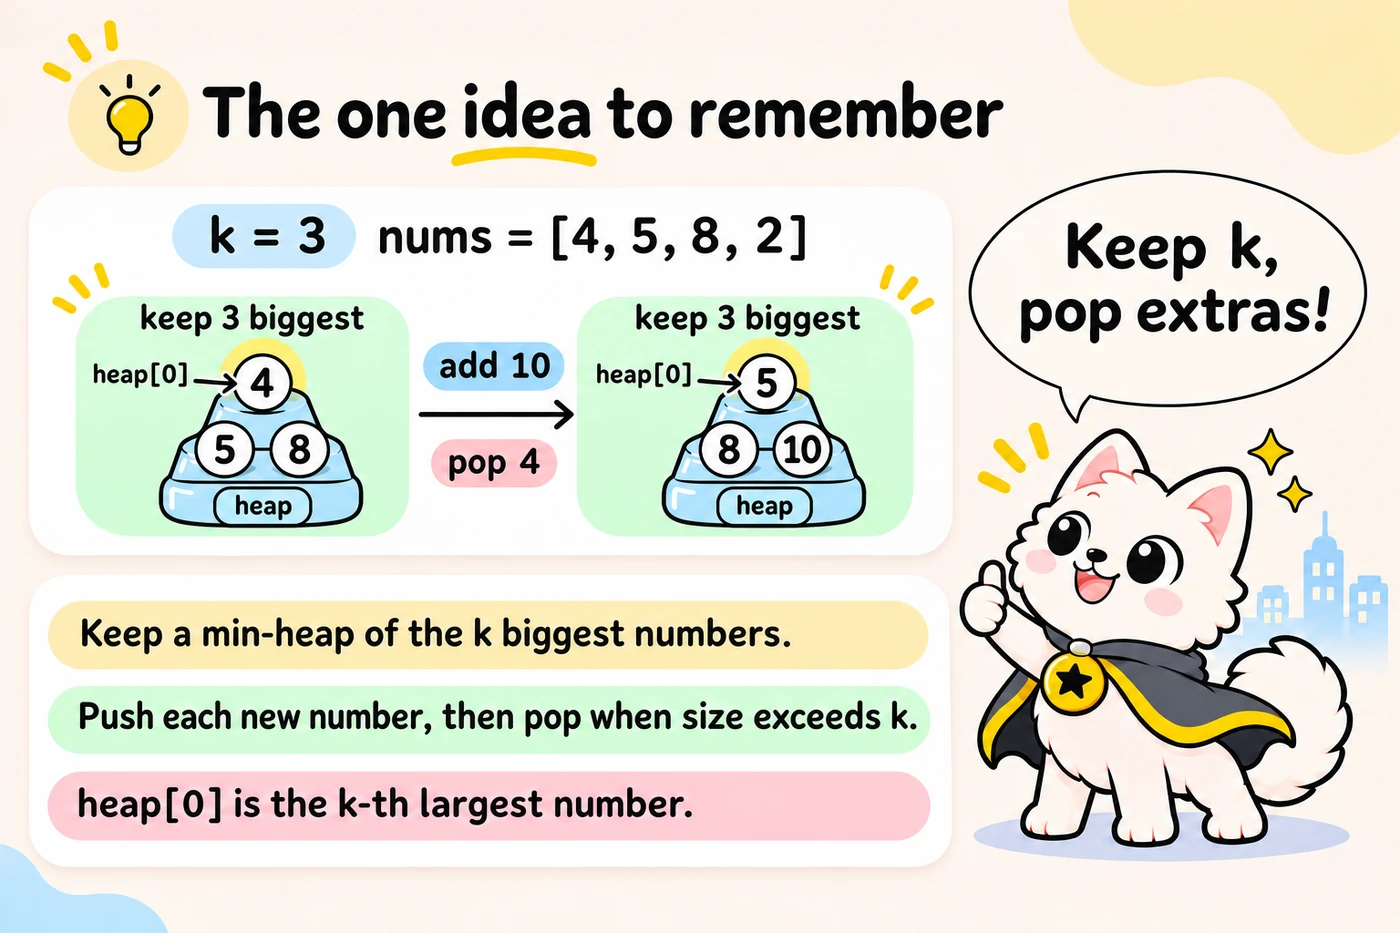 The one idea to remember
k = 3 nums = [4, 5, 8, 2]
keep 3 biggest
heap[0]
4
5
8
heap
add 10
pop 4
keep 3 biggest
heap[0]
5
8
10
heap
Keep k,
pop extras!
Keep a min-heap of the k biggest numbers.
Push each new number, then pop when size exceeds k.
heap[0] is the k-th largest number.